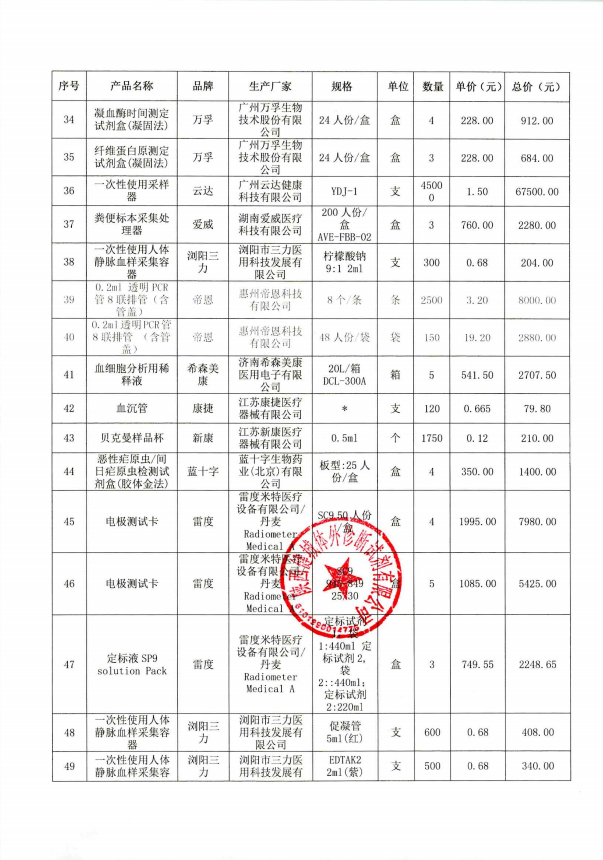 序号 产品名称 品牌 生产厂家 规格 单位 数量 单价（元） 总价（元）
34 凝血酶时间测定试剂盒(凝固法) 万孚 广州万孚生物技术股份有限公司 24 人份/盒 盒 4 228.00 912.00
35 纤维蛋白原测定试剂盒(凝固法) 万孚 广州万孚生物技术股份有限公司 24 人份/盒 盒 3 228.00 684.00
36 一次性使用采样器 云达 广州云达健康科技有限公司 YDJ-1 支 45000 1.50 67500.00
37 粪便标本采集处理器 爱威 湖南爱威医疗科技有限公司 200 人份/盒 AVE-FBB-02 盒 3 760.00 2280.00
38 一次性使用人体静脉血样采集容器 浏阳三力 浏阳市三力医用科技发展有限公司 柠檬酸钠 9:1 2ml 支 300 0.68 204.00
39 0.2ml 透明 PCR 管 8 联排管（含管盖） 帝恩 惠州帝恩科技有限公司 8 个/条 条 2500 3.20 8000.00
40 0.2ml 透明 PCR 管 8 联排管 （含管盖） 帝恩 惠州帝恩科技有限公司 48 人份/袋 袋 150 19.20 2880.00
41 血细胞分析用稀释液 希森美康 济南希森美康医用电子有限公司 20L/箱 DCL-300A 箱 5 541.50 2707.50
42 血沉管 康捷 江苏康捷医疗器械有限公司 * 支 120 0.665 79.80
43 贝克曼样品杯 新康 江苏新康医疗器械有限公司 0.5ml 个 1750 0.12 210.00
44 恶性疟原虫/间日疟原虫检测试剂盒(胶体金法) 蓝十字 蓝十字生物药业(北京)有限公司 板型:25 人份/盒 盒 4 350.00 1400.00
45 电极测试卡 雷度 雷度米特医疗设备有限公司/丹麦 Radiometer Medical A SC9 50 人份/盒 盒 4 1995.00 7980.00
46 电极测试卡 雷度 雷度米特医疗设备有限公司/丹麦 Radiometer Medical A 盒 5 1085.00 5425.00
47 定标液 SP9 solution Pack 雷度 雷度米特医疗设备有限公司/丹麦 Radiometer Medical A 定标试剂 1:440ml 定标试剂 2,袋 2::440ml;定标试剂 2:220ml 盒 3 749.55 2248.65
48 一次性使用人体静脉血样采集容器 浏阳三力 浏阳市三力医用科技发展有限公司 促凝管 5ml(红) 支 600 0.68 408.00
49 一次性使用人体静脉血样采集容 浏阳三力 浏阳市三力医用科技发展有 EDTAK2 2ml(紫) 支 500 0.68 340.00